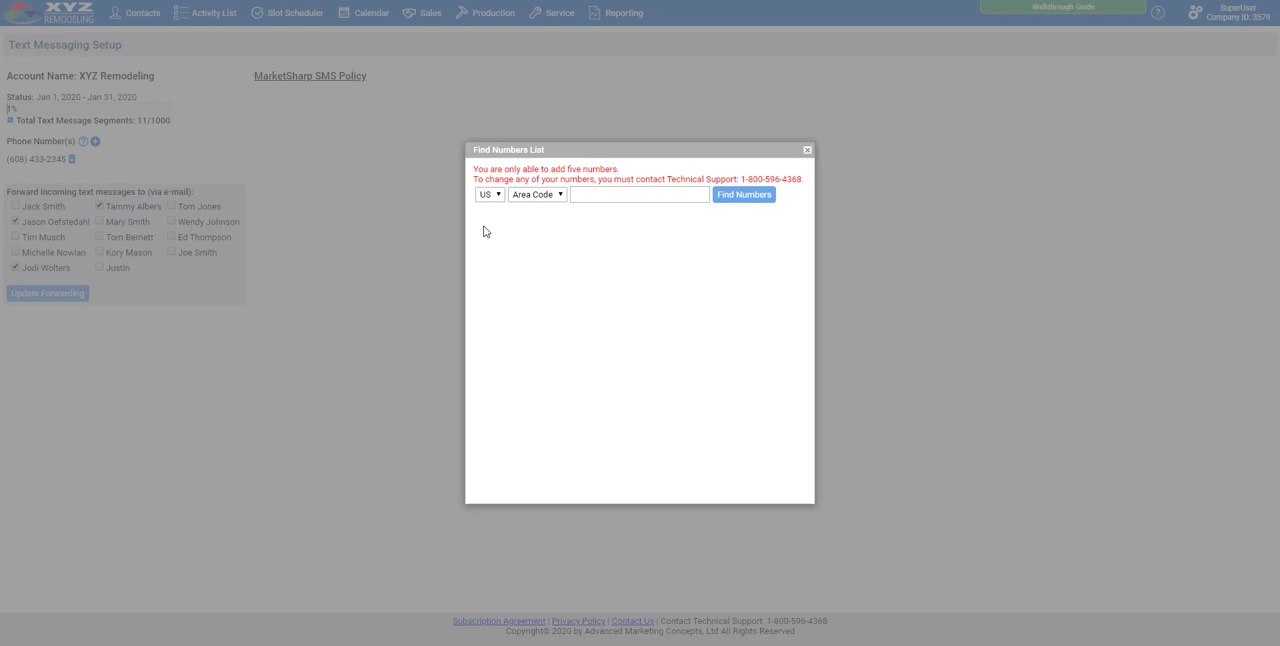 XYZ REMODELING Contacts Activity List Slot Scheduler Calendar Sales Production Service Reporting Walkthrough Guide ? SuperUser
Company ID: 3579
Text Messaging Setup
Account Name: XYZ Remodeling
MarketSharp SMS Policy
Status: Jan 1, 2020 - Jan 31, 2020
1%
Total Text Message Segments: 11/1000
Phone Number(s) ?
(608) 433-2345
Forward incoming text messages to (via e-mail):
Jack Smith Tammy Albers Tom Jones
Jason Oefstedahl Mary Smith Wendy Johnson
Tim Musch Tom Bernett Ed Thompson
Michelle Nowlan Kory Mason Joe Smith
Jodi Wolters Justin
Update Forwarding
Find Numbers List
You are only able to add five numbers.
To change any of your numbers, you must contact Technical Support: 1-800-596-4368.
US Area Code Find Numbers
Subscription Agreement | Privacy Policy | Contact Us | Contact Technical Support: 1-800-596-4368
Copyright© 2020 by Advanced Marketing Concepts, Ltd All Rights Reserved